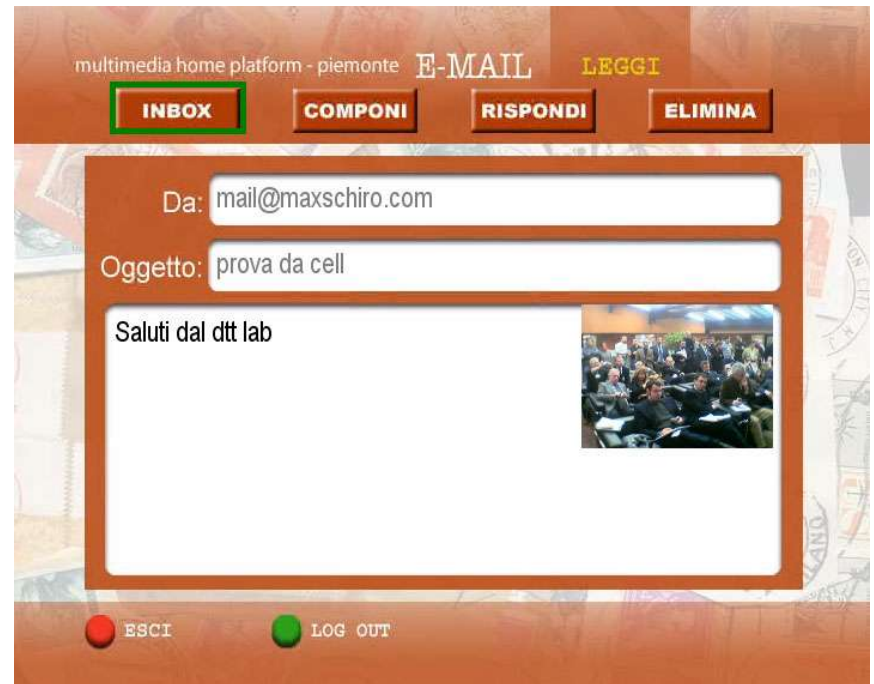 multimedia home platform - piemonte E-MAIL LEGGI
INBOX COMPONI RISPONDI ELIMINA
Da: mail@maxschiro.com
Oggetto: prova da cell
Saluti dal dtt lab
ESCI LOG OUT